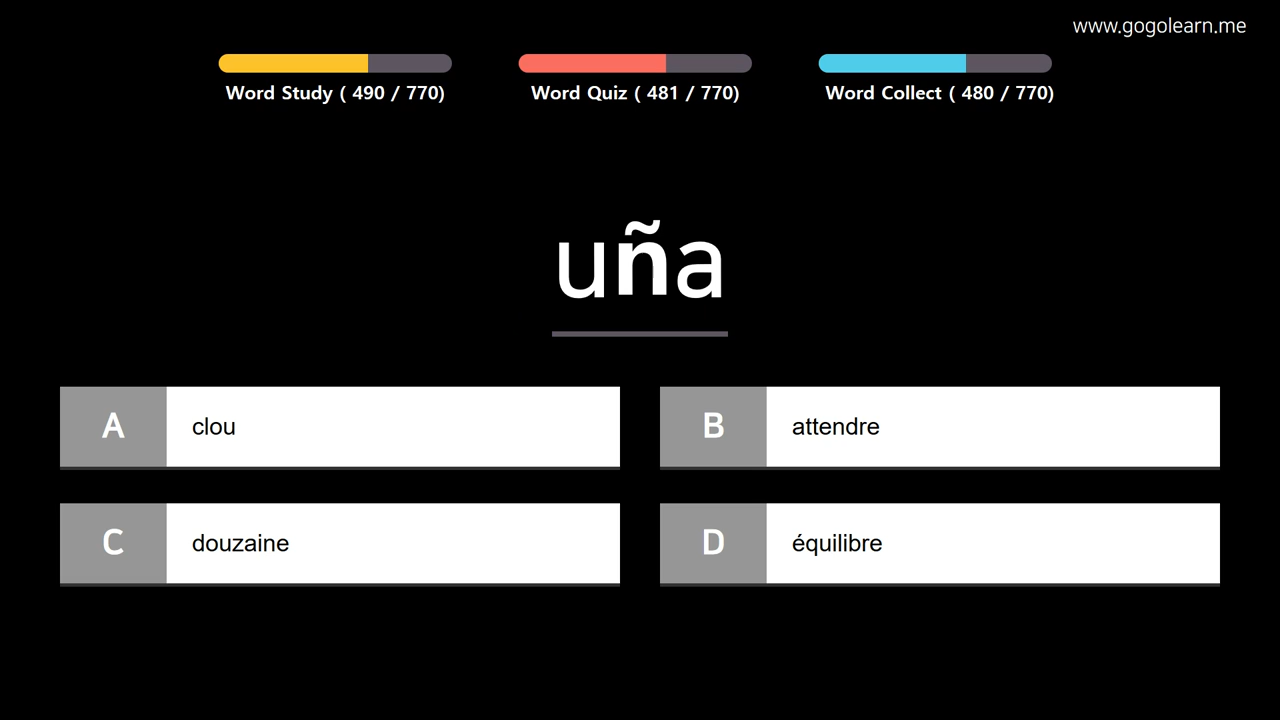 www.gogolearn.me
Word Study ( 490 / 770)
Word Quiz ( 481 / 770)
Word Collect ( 480 / 770)
uña
A clou
B attendre
C douzaine
D équilibre